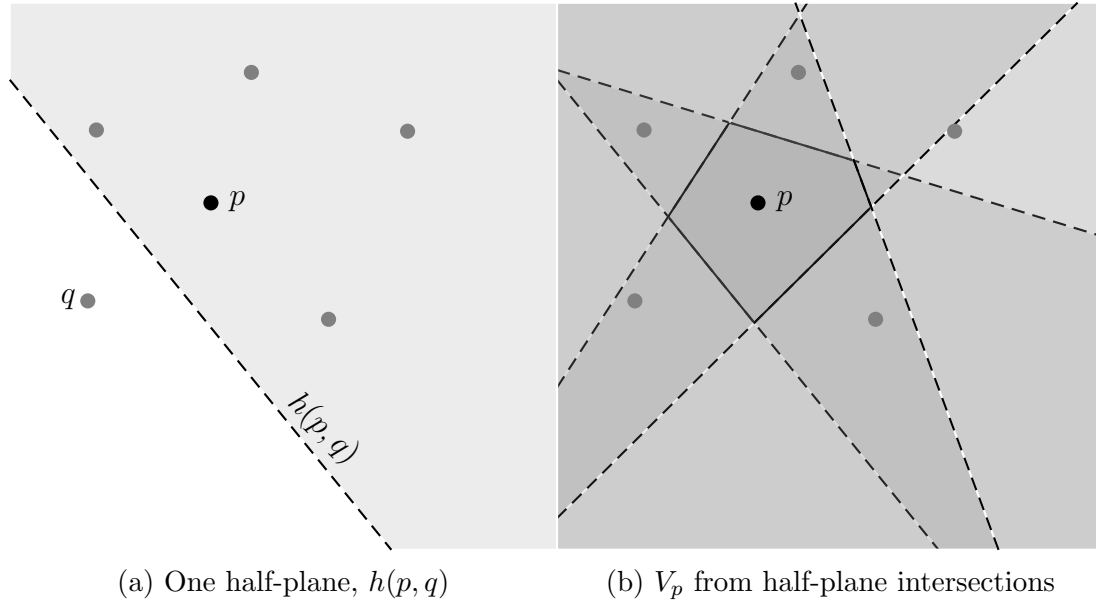 p
q
h(p, q)
p
(a) One half-plane, h(p, q)
(b) V_p from half-plane intersections